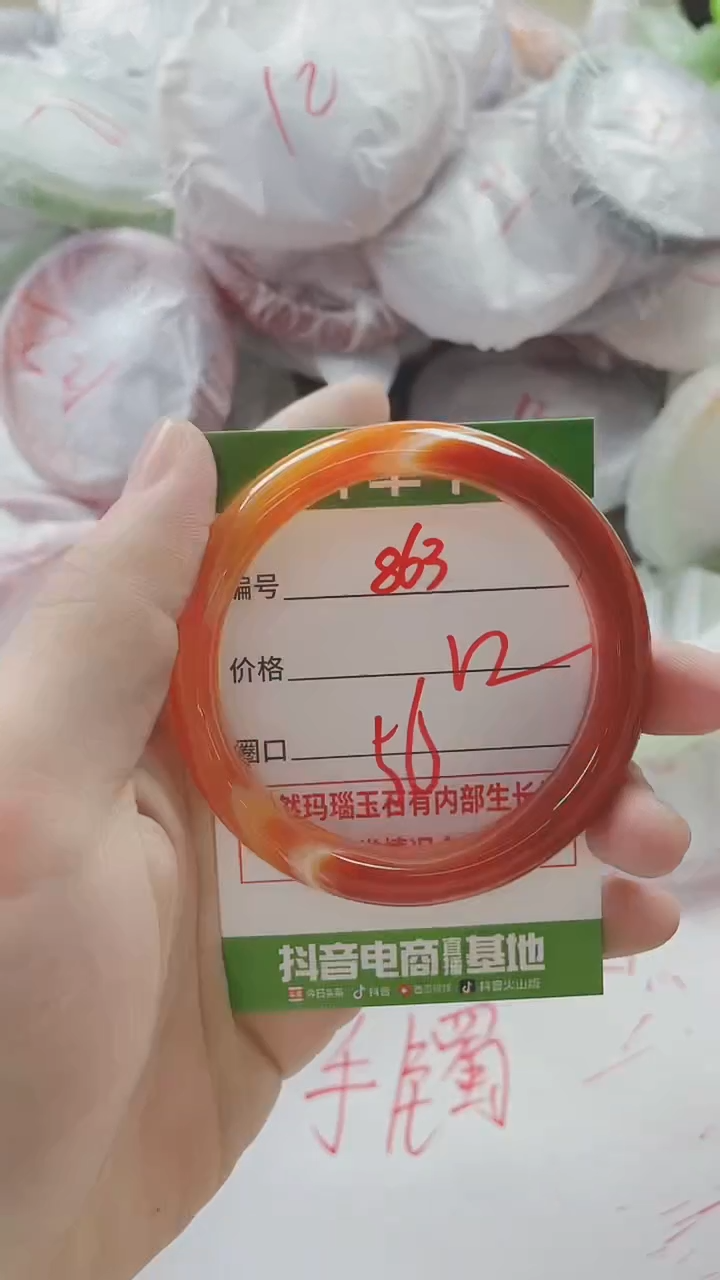 12
编号 863
价格 12
圈口 56
然玛瑙玉石有内部生长
抖音电商直播基地
今日头条 抖音 西瓜视频 抖音火山版
手镯